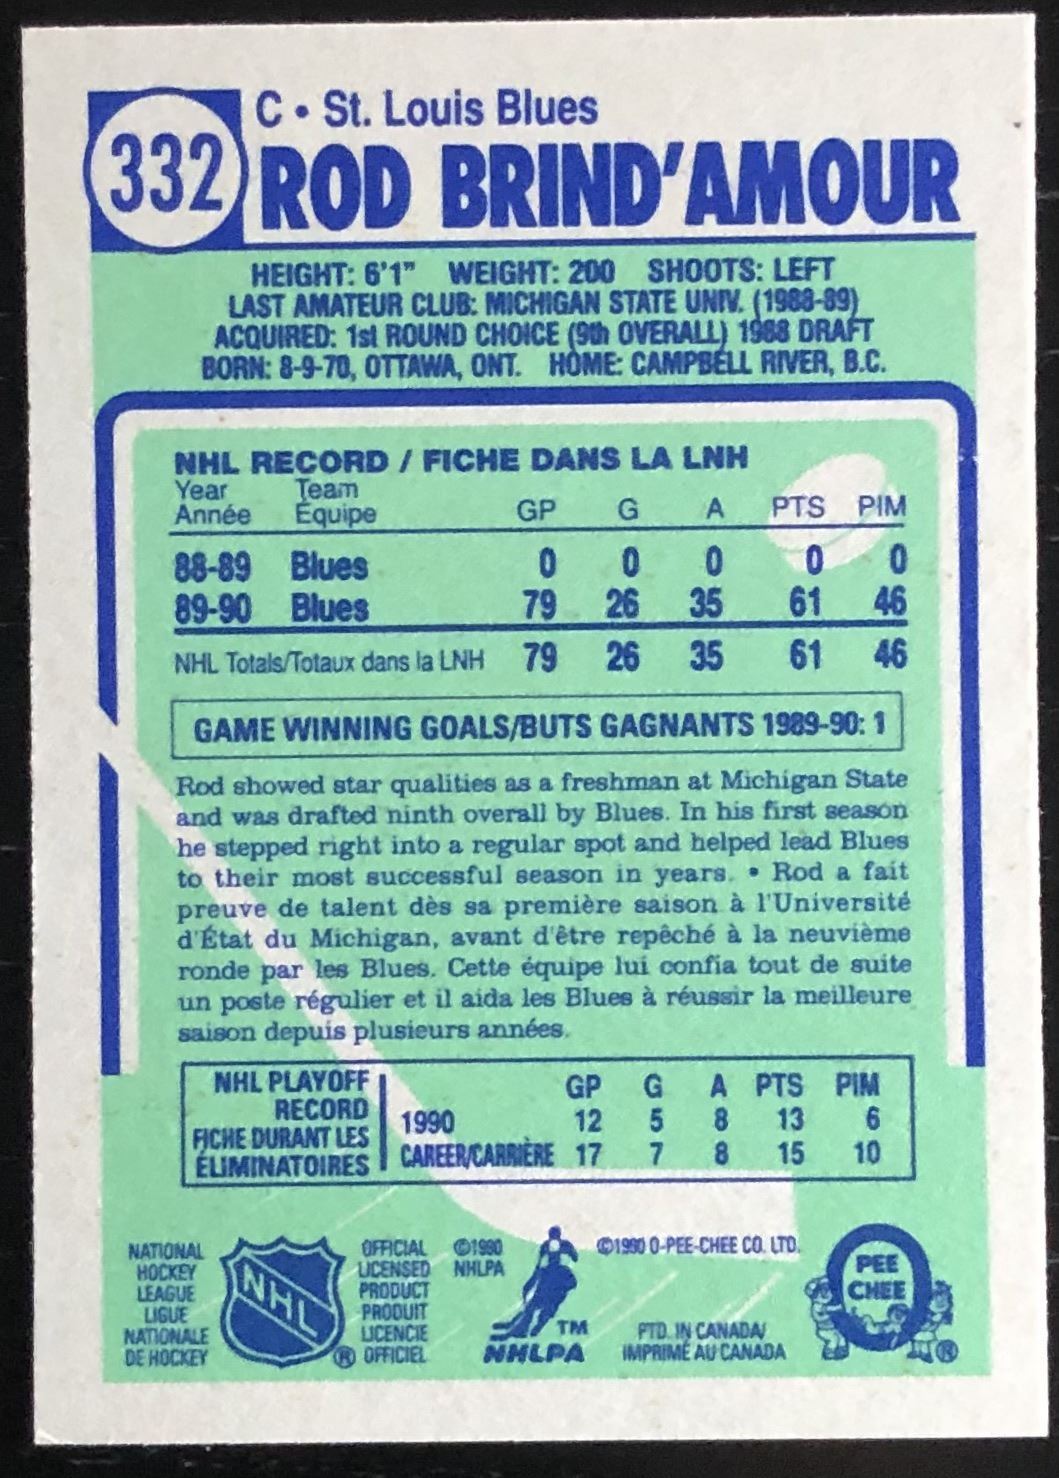 332
C • St. Louis Blues
ROD BRIND'AMOUR
HEIGHT: 6'1" WEIGHT: 200 SHOOTS: LEFT
LAST AMATEUR CLUB: MICHIGAN STATE UNIV. (1988-89)
ACQUIRED: 1st ROUND CHOICE (9th OVERALL) 1988 DRAFT
BORN: 8-9-70, OTTAWA, ONT. HOME: CAMPBELL RIVER, B.C.
NHL RECORD / FICHE DANS LA LNH
Year Team
Année Équipe GP G A PTS PIM
88-89 Blues 0 0 0 0 0
89-90 Blues 79 26 35 61 46
NHL Totals/Totaux dans la LNH 79 26 35 61 46
GAME WINNING GOALS/BUTS GAGNANTS 1989-90: 1
Rod showed star qualities as a freshman at Michigan State
and was drafted ninth overall by Blues. In his first season
he stepped right into a regular spot and helped lead Blues
to their most successful season in years. • Rod a fait
preuve de talent dès sa première saison à l'Université
d'État du Michigan, avant d'être repêché à la neuvième
ronde par les Blues. Cette équipe lui confia tout de suite
un poste régulier et il aida les Blues à réussir la meilleure
saison depuis plusieurs années.
NHL PLAYOFF
RECORD
FICHE DURANT LES
ÉLIMINATOIRES
GP G A PTS PIM
1990 12 5 8 13 6
CAREER/CARRIÈRE 17 7 8 15 10
NATIONAL
HOCKEY
LEAGUE
LIGUE
NATIONALE
DE HOCKEY
NHL
®
OFFICIAL
LICENSED
PRODUCT
PRODUIT
LICENCIE
OFFICIEL
©1990
NHLPA
TM
NHLPA
©1990 O-PEE-CHEE CO. LTD.
PTD. IN CANADA/
IMPRIMÉ AU CANADA
O
PEE
CHEE
®